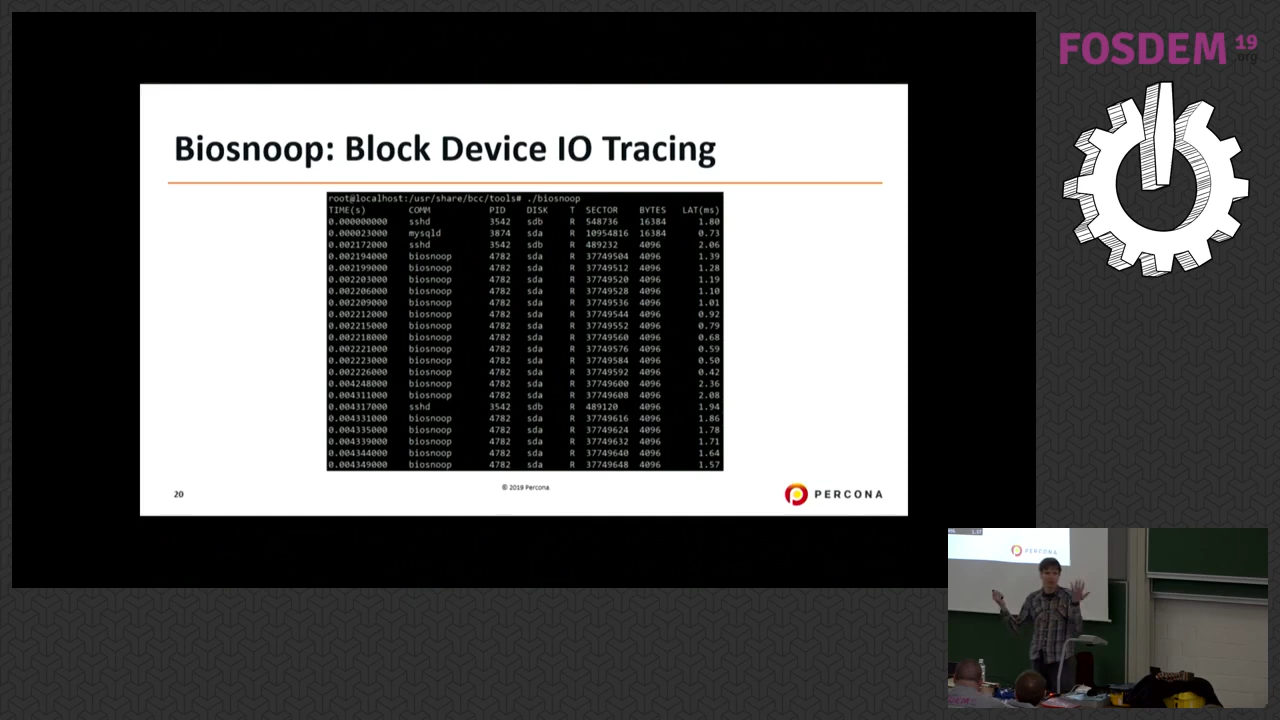 FOSDEM 19
.org
Biosnoop: Block Device IO Tracing
root@localhost:/usr/share/bcc/tools# ./biosnoop
TIME(s) COMM PID DISK T SECTOR BYTES LAT(ms)
0.000000000 sshd 3542 sdb R 548736 16384 1.80
0.000023000 mysqld 3874 sda R 10954816 16384 0.73
0.002172000 sshd 3542 sdb R 489232 4096 2.06
0.002194000 biosnoop 4782 sda R 37749504 4096 1.39
0.002199000 biosnoop 4782 sda R 37749512 4096 1.28
0.002203000 biosnoop 4782 sda R 37749520 4096 1.19
0.002206000 biosnoop 4782 sda R 37749528 4096 1.10
0.002209000 biosnoop 4782 sda R 37749536 4096 1.01
0.002212000 biosnoop 4782 sda R 37749544 4096 0.92
0.002215000 biosnoop 4782 sda R 37749552 4096 0.79
0.002218000 biosnoop 4782 sda R 37749560 4096 0.68
0.002221000 biosnoop 4782 sda R 37749576 4096 0.59
0.002223000 biosnoop 4782 sda R 37749584 4096 0.50
0.002226000 biosnoop 4782 sda R 37749592 4096 0.42
0.004248000 biosnoop 4782 sda R 37749600 4096 2.36
0.004311000 biosnoop 4782 sda R 37749608 4096 2.08
0.004317000 sshd 3542 sdb R 489120 4096 1.94
0.004331000 biosnoop 4782 sda R 37749616 4096 1.86
0.004335000 biosnoop 4782 sda R 37749624 4096 1.78
0.004339000 biosnoop 4782 sda R 37749632 4096 1.71
0.004344000 biosnoop 4782 sda R 37749640 4096 1.64
0.004349000 biosnoop 4782 sda R 37749648 4096 1.57
20
© 2019 Percona
PERCONA
PERCONA